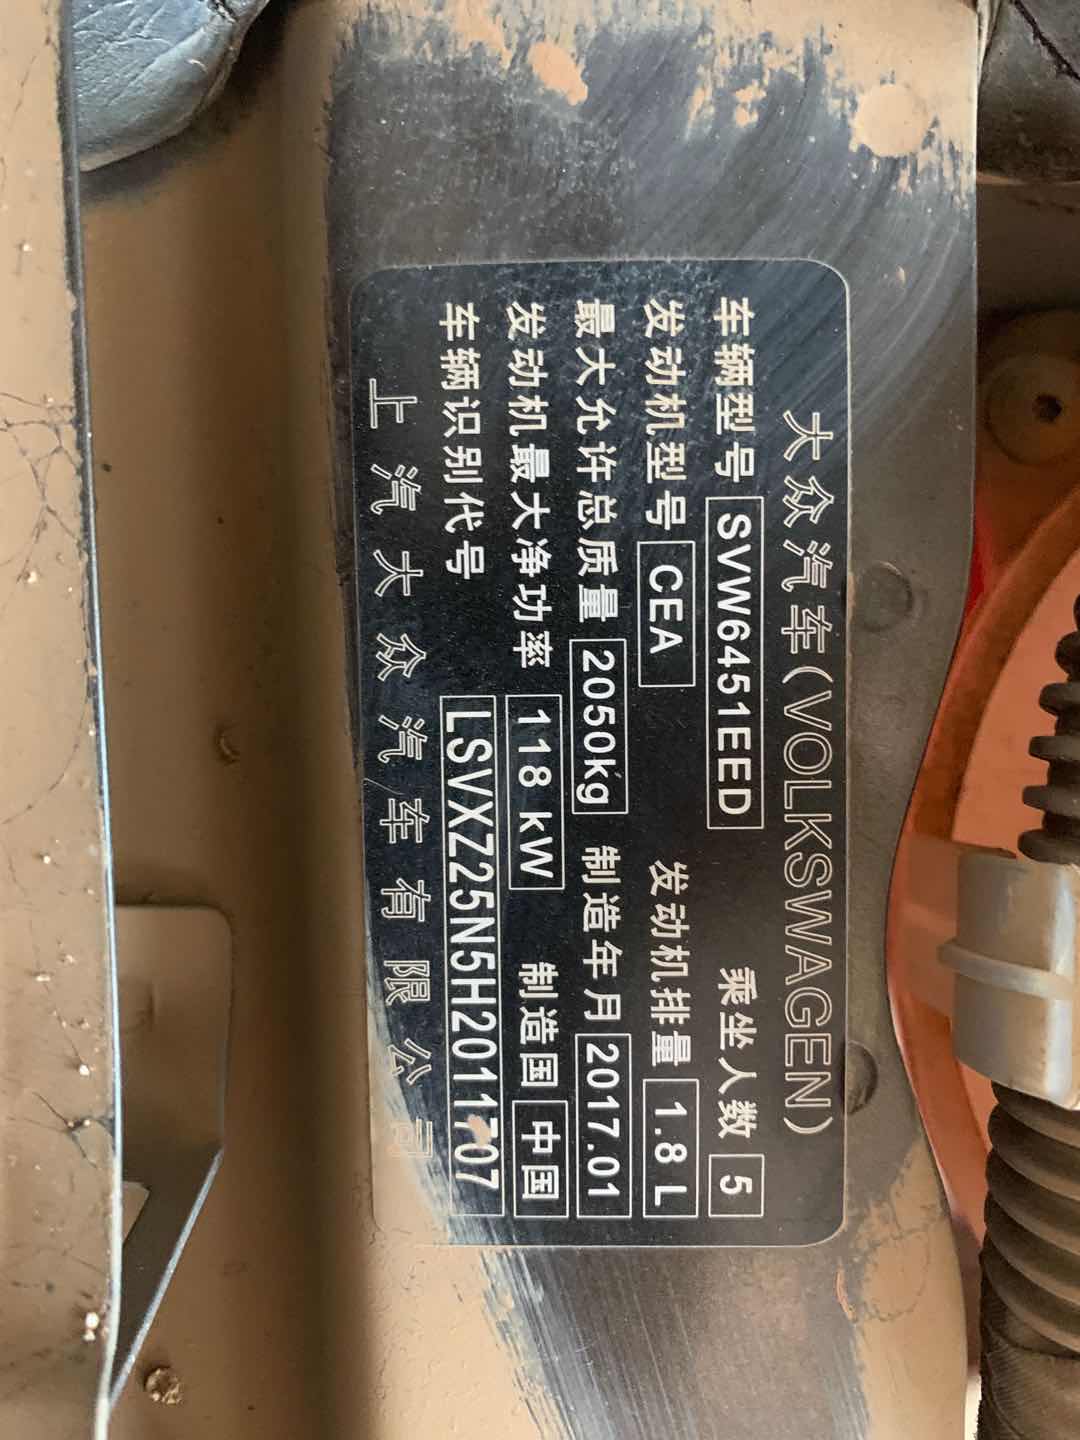 大众汽车(VOLKSWAGEN)
车辆型号 SVW6451EED 乘坐人数 5
发动机型号 CEA 发动机排量 1.8 L
最大允许总质量 2050kg 制造年月 2017.01
发动机最大净功率 118 kW 制造国 中国
车辆识别代号 LSVXZ25N5H2011707
上汽大众汽车有限公司